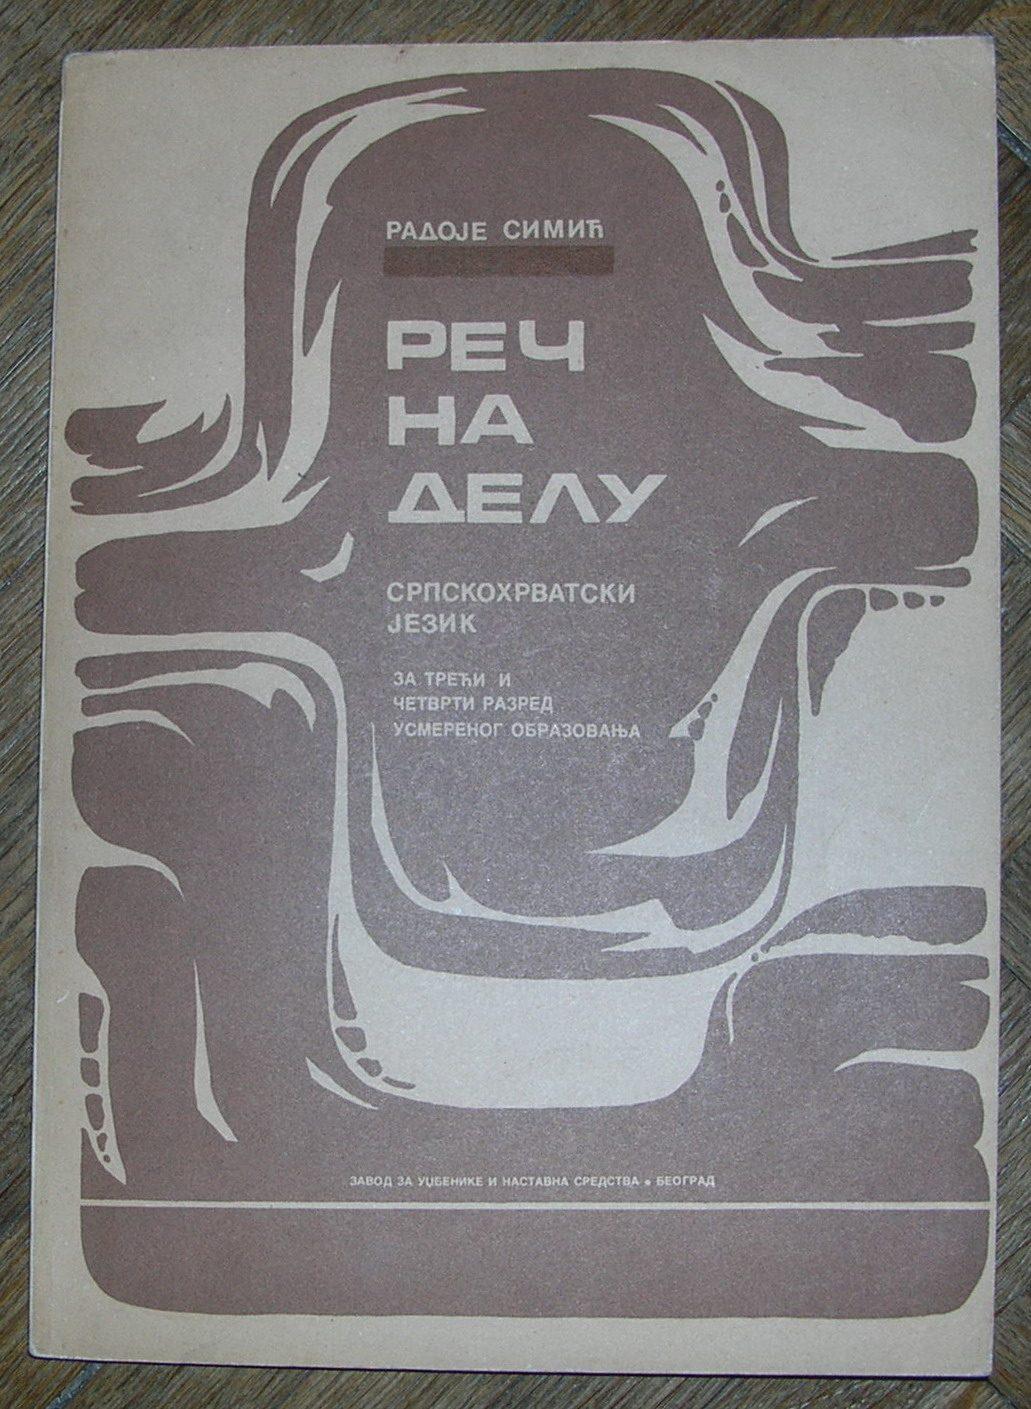 РАДОЈЕ СИМИЋ
РЕЧ
НА
ДЕЛУ
СРПСКОХРВАТСКИ
ЈЕЗИК
ЗА ТРЕЋИ И
ЧЕТВРТИ РАЗРЕД
УСМЕРЕНОГ ОБРАЗОВАЊА
ЗАВОД ЗА УЏБЕНИКЕ И НАСТАВНА СРЕДСТВА • БЕОГРАД